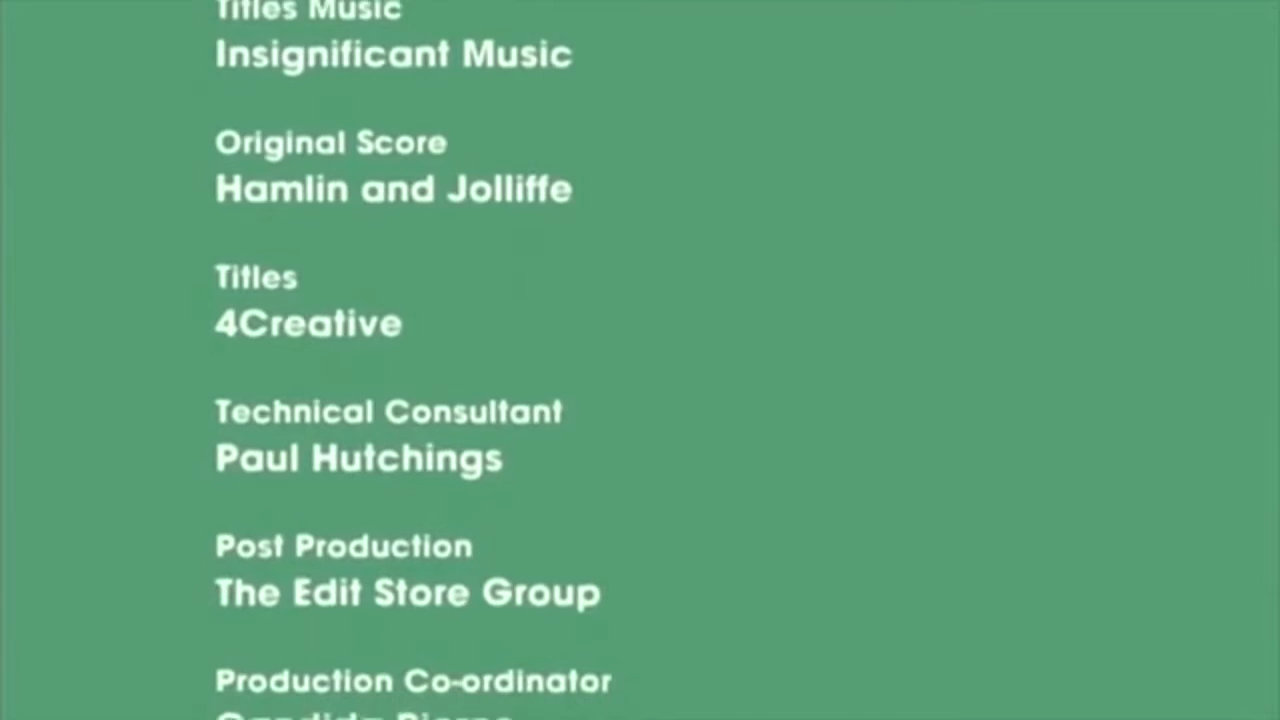 Titles Music
Insignificant Music
Original Score
Hamlin and Jolliffe
Titles
4Creative
Technical Consultant
Paul Hutchings
Post Production
The Edit Store Group
Production Co-ordinator